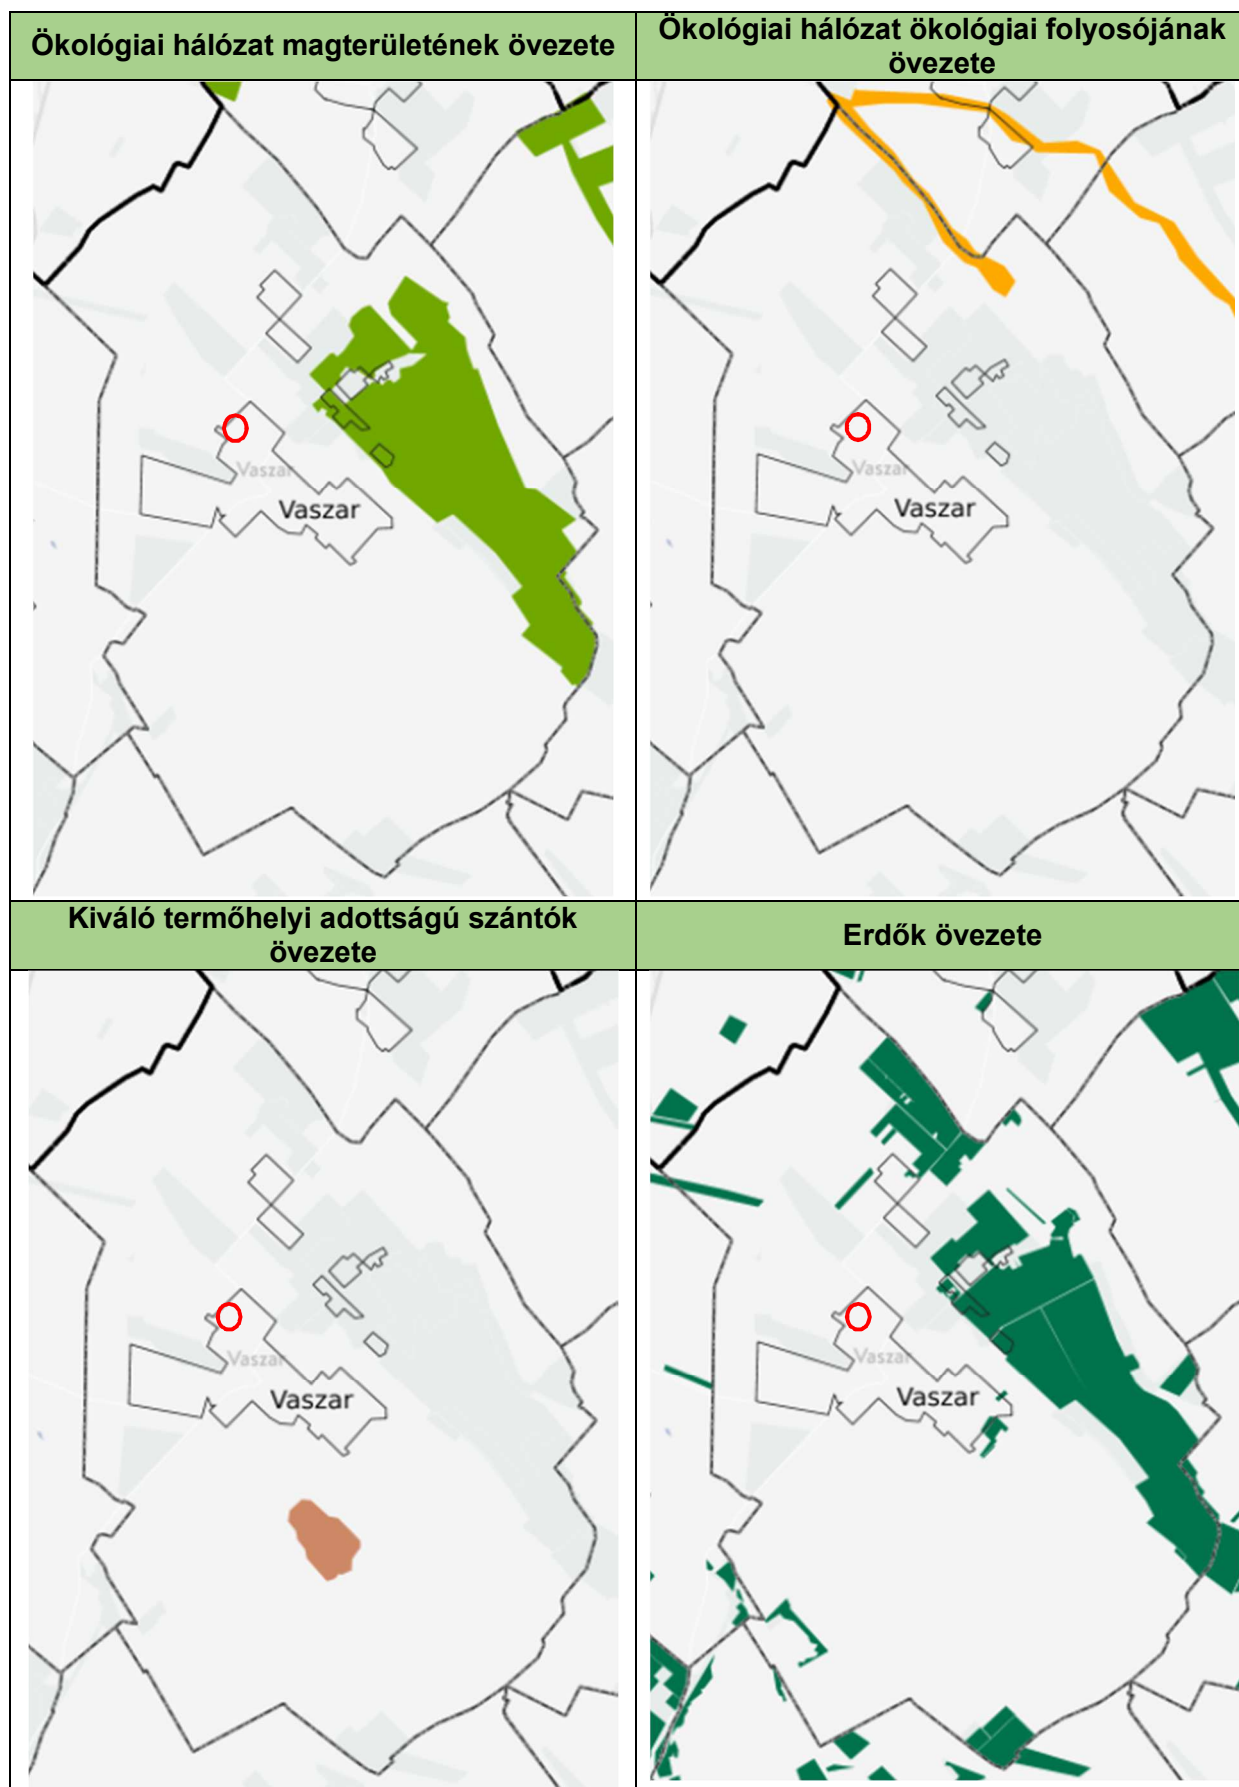 Ökológiai hálózat magterületének övezete
Ökológiai hálózat ökológiai folyosójának
övezete
Vaszar
Vaszar
Vaszar
Vaszar
Kiváló termőhelyi adottságú szántók
övezete
Erdők övezete
Vaszar
Vaszar
Vaszar
Vaszar